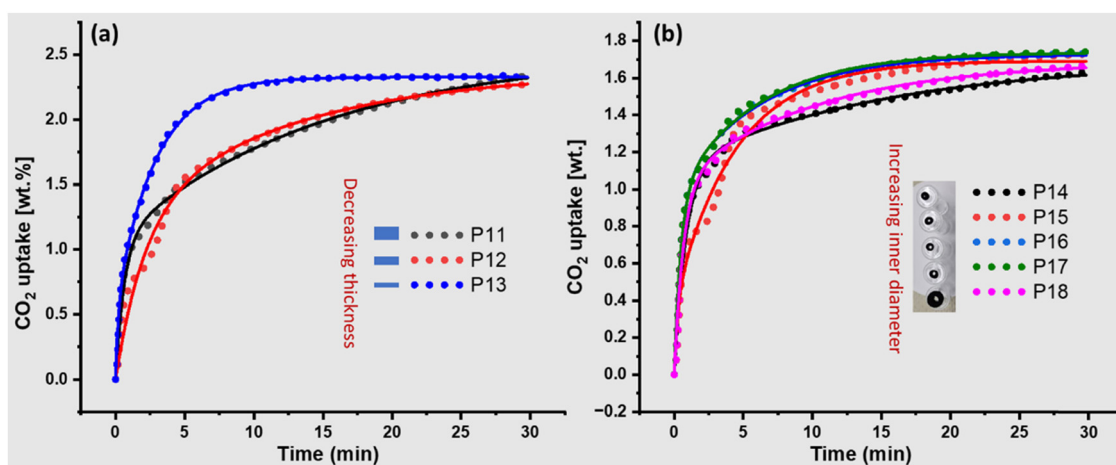 (a)
CO2 uptake [wt.%]
2.5
2.0
1.5
1.0
0.5
0.0
Decreasing thickness
P11
P12
P13
0 5 10 15 20 25 30
Time (min)
(b)
CO2 uptake [wt.]
1.8
1.6
1.4
1.2
1.0
0.8
0.6
0.4
0.2
0.0
−0.2
Increasing inner diameter
P14
P15
P16
P17
P18
0 5 10 15 20 25 30
Time (min)